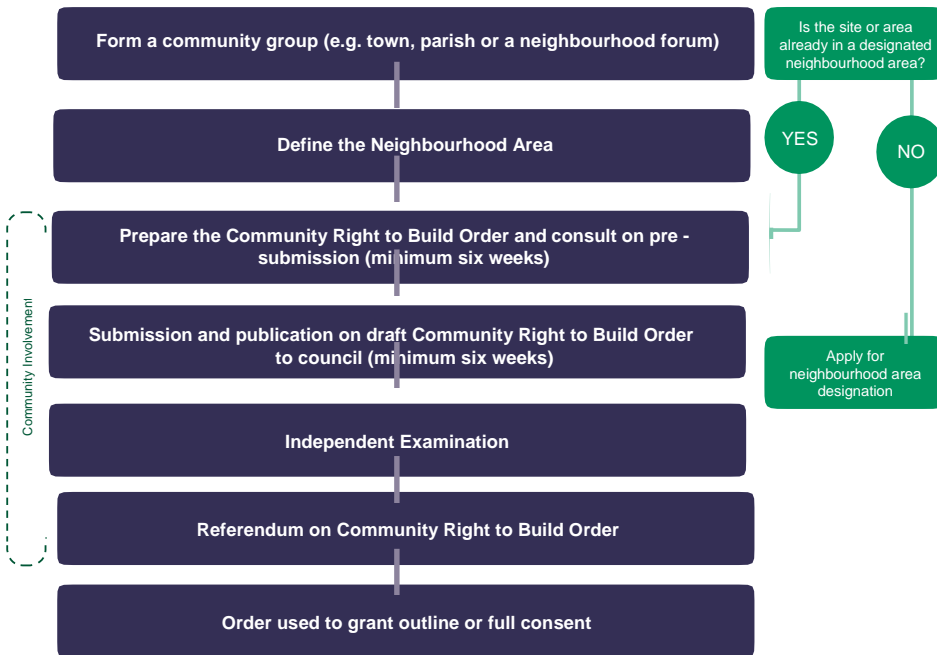 Form a community group (e.g. town, parish or a neighbourhood forum)
Is the site or area
already in a designated
neighbourhood area?
Define the Neighbourhood Area
YES
NO
Prepare the Community Right to Build Order and consult on pre -
submission (minimum six weeks)
Community Involvement
Submission and publication on draft Community Right to Build Order
to council (minimum six weeks)
Apply for
neighbourhood area
designation
Independent Examination
Referendum on Community Right to Build Order
Order used to grant outline or full consent